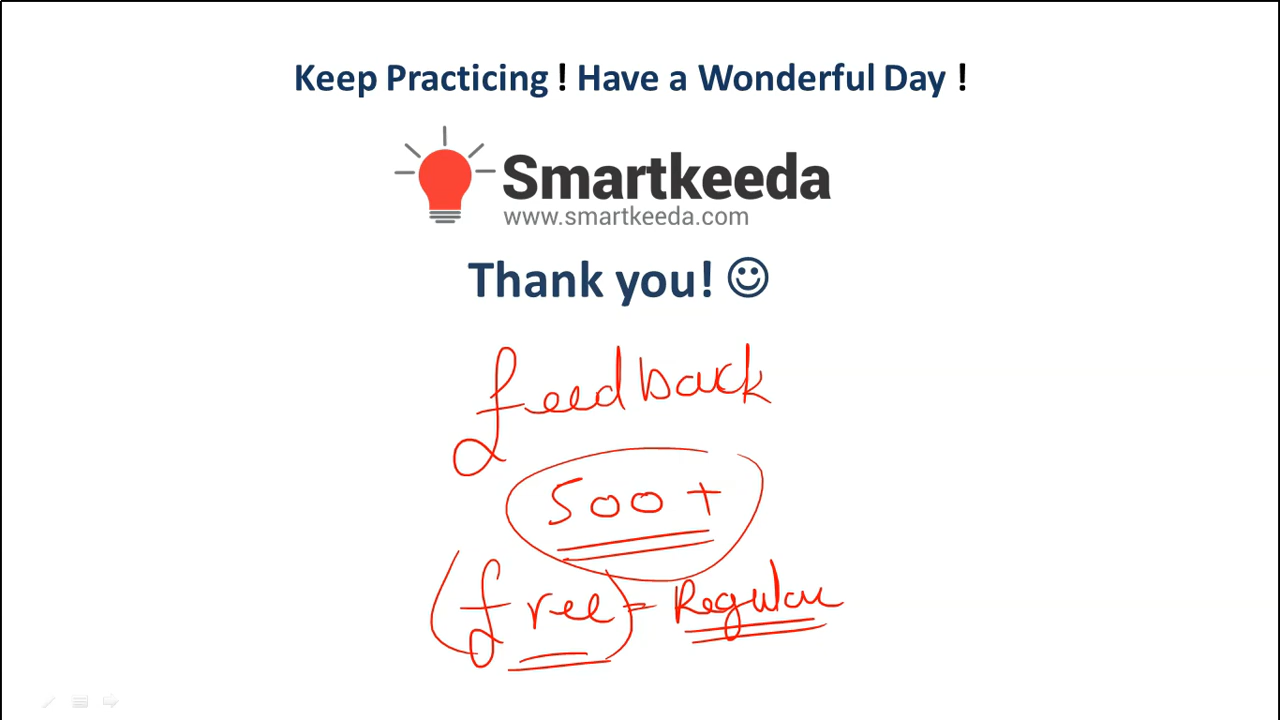 Keep Practicing ! Have a Wonderful Day !
Smartkeeda
www.smartkeeda.com
Thank you! ☺
feedback
500 +
(free) = Regular